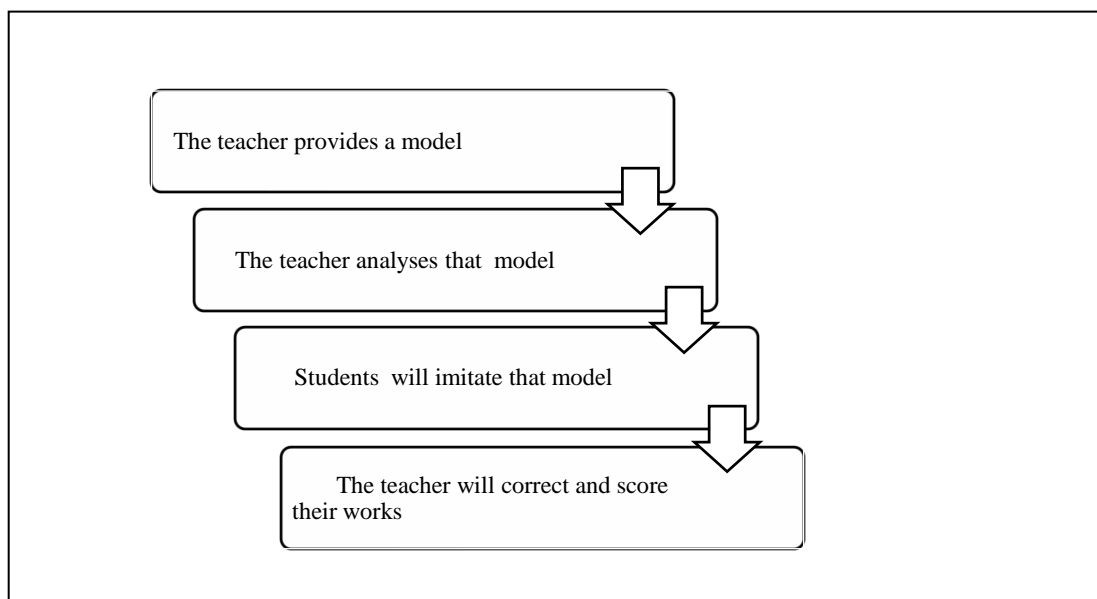 The teacher provides a model
The teacher analyses that model
Students will imitate that model
The teacher will correct and score
their works